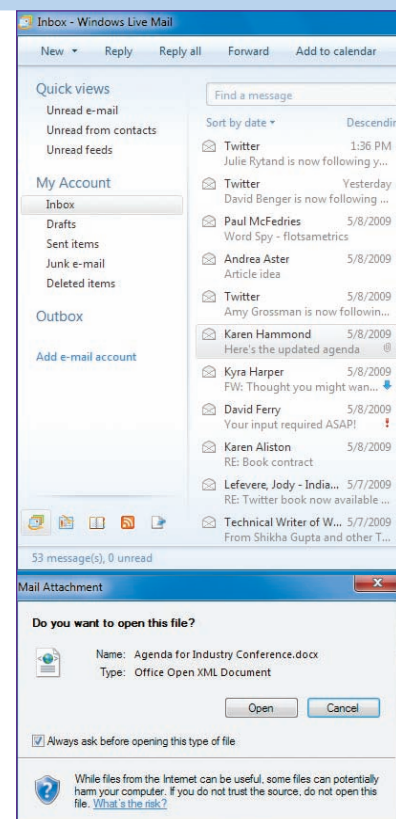 Inbox - Windows Live Mail
New Reply Reply all Forward Add to calendar
Quick views
Unread e-mail
Unread from contacts
Unread feeds
My Account
Inbox
Drafts
Sent items
Junk e-mail
Deleted items
Outbox
Add e-mail account
Find a message
Sort by date Descendin
Twitter 1:36 PM
Julie Rytand is now following y...
Twitter Yesterday
David Benger is now following ...
Paul McFedries 5/8/2009
Word Spy - flotsametrics
Andrea Aster 5/8/2009
Article idea
Twitter 5/8/2009
Amy Grossman is now followin...
Karen Hammond 5/8/2009
Here's the updated agenda
Kyra Harper 5/8/2009
FW: Thought you might wan...
David Ferry 5/8/2009
Your input required ASAP!
Karen Aliston 5/8/2009
RE: Book contract
Lefevere, Jody - India... 5/7/2009
RE: Twitter book now available ...
Technical Writer of W... 5/7/2009
From Shikha Gupta and other T...
53 message(s), 0 unread
Mail Attachment
Do you want to open this file?
Name: Agenda for Industry Conference.docx
Type: Office Open XML Document
Open Cancel
Always ask before opening this type of file
While files from the Internet can be useful, some files can potentially
harm your computer. If you do not trust the source, do not open this
file. What's the risk?